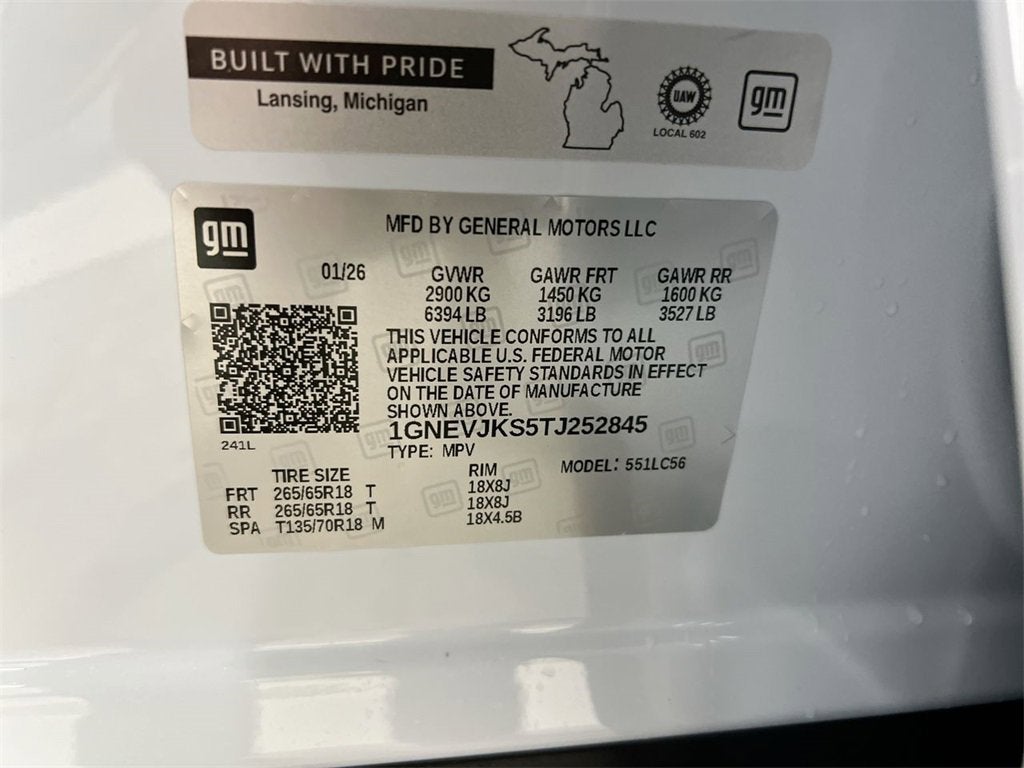 BUILT WITH PRIDE
Lansing, Michigan
UAW
LOCAL 602
gm
gm
MFD BY GENERAL MOTORS LLC
01/26 GVWR GAWR FRT GAWR RR
2900 KG 1450 KG 1600 KG
6394 LB 3196 LB 3527 LB
THIS VEHICLE CONFORMS TO ALL
APPLICABLE U.S. FEDERAL MOTOR
VEHICLE SAFETY STANDARDS IN EFFECT
ON THE DATE OF MANUFACTURE
SHOWN ABOVE.
1GNEVJKS5TJ252845
241L
TYPE: MPV
TIRE SIZE RIM MODEL: 551LC56
FRT 265/65R18 T 18X8J
RR 265/65R18 T 18X8J
SPA T135/70R18 M 18X4.5B